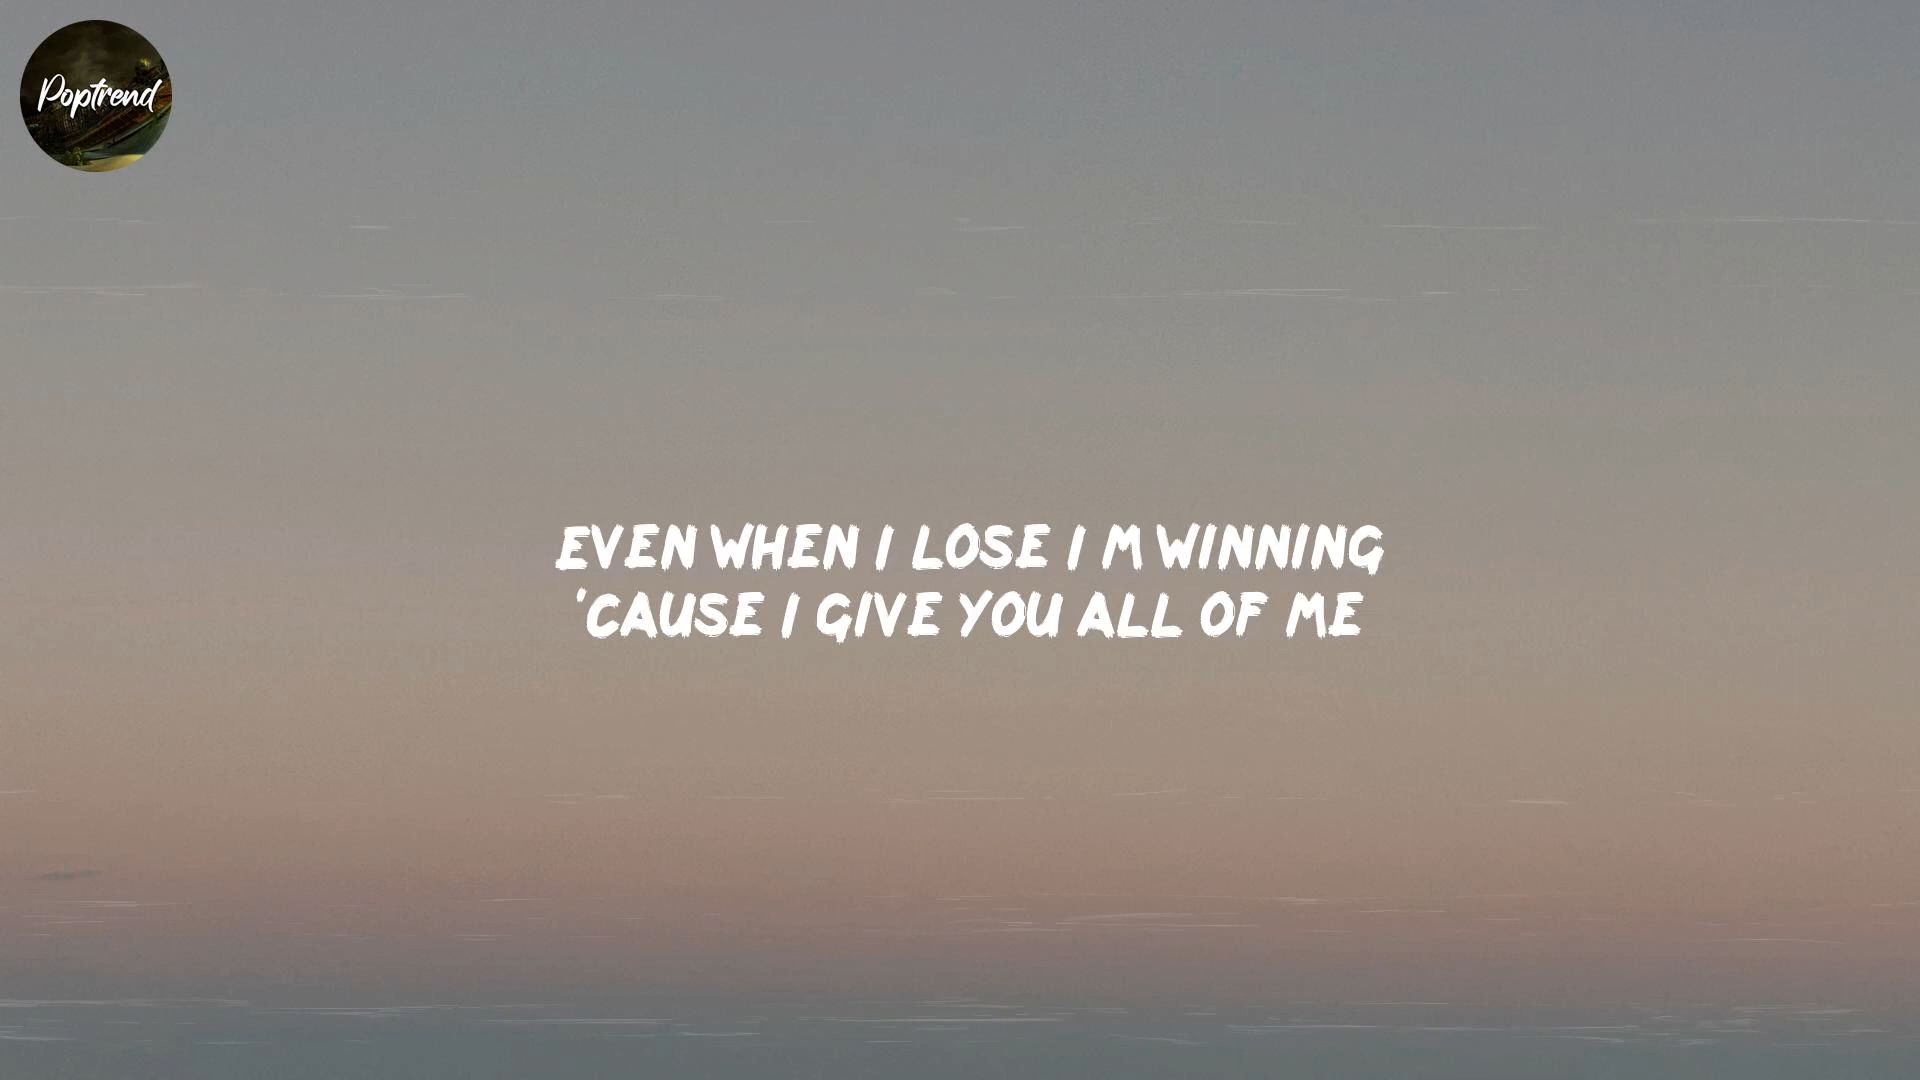 Poptrend
EVEN WHEN I LOSE I M WINNING
'CAUSE I GIVE YOU ALL OF ME